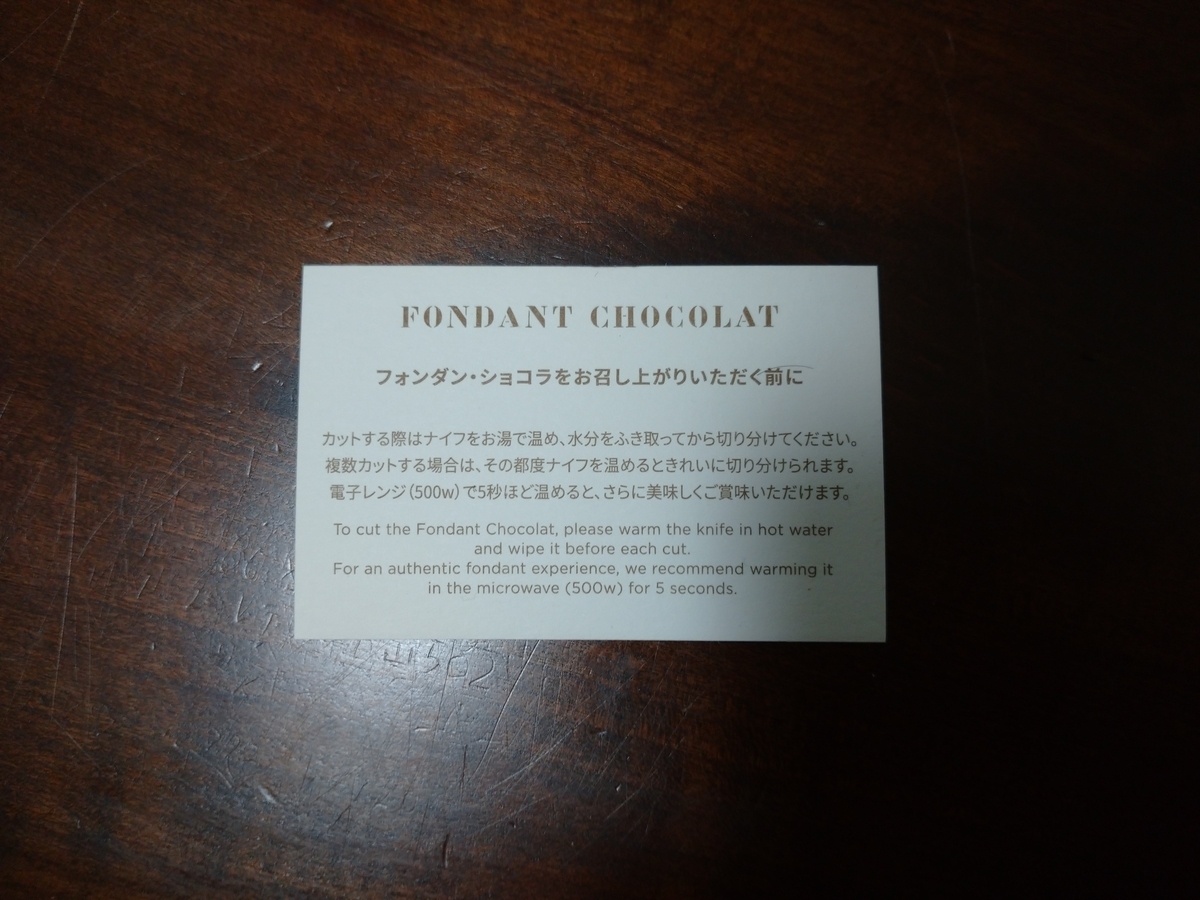 FONDANT CHOCOLAT
フォンダン・ショコラをお召し上がりいただく前に
カットする際はナイフをお湯で温め、水分をふき取ってから切り分けてください。
複数カットする場合は、その都度ナイフを温めるときれいに切り分けられます。
電子レンジ(500w)で5秒ほど温めると、さらに美味しくご賞味いただけます。
To cut the Fondant Chocolat, please warm the knife in hot water
and wipe it before each cut.
For an authentic fondant experience, we recommend warming it
in the microwave (500w) for 5 seconds.